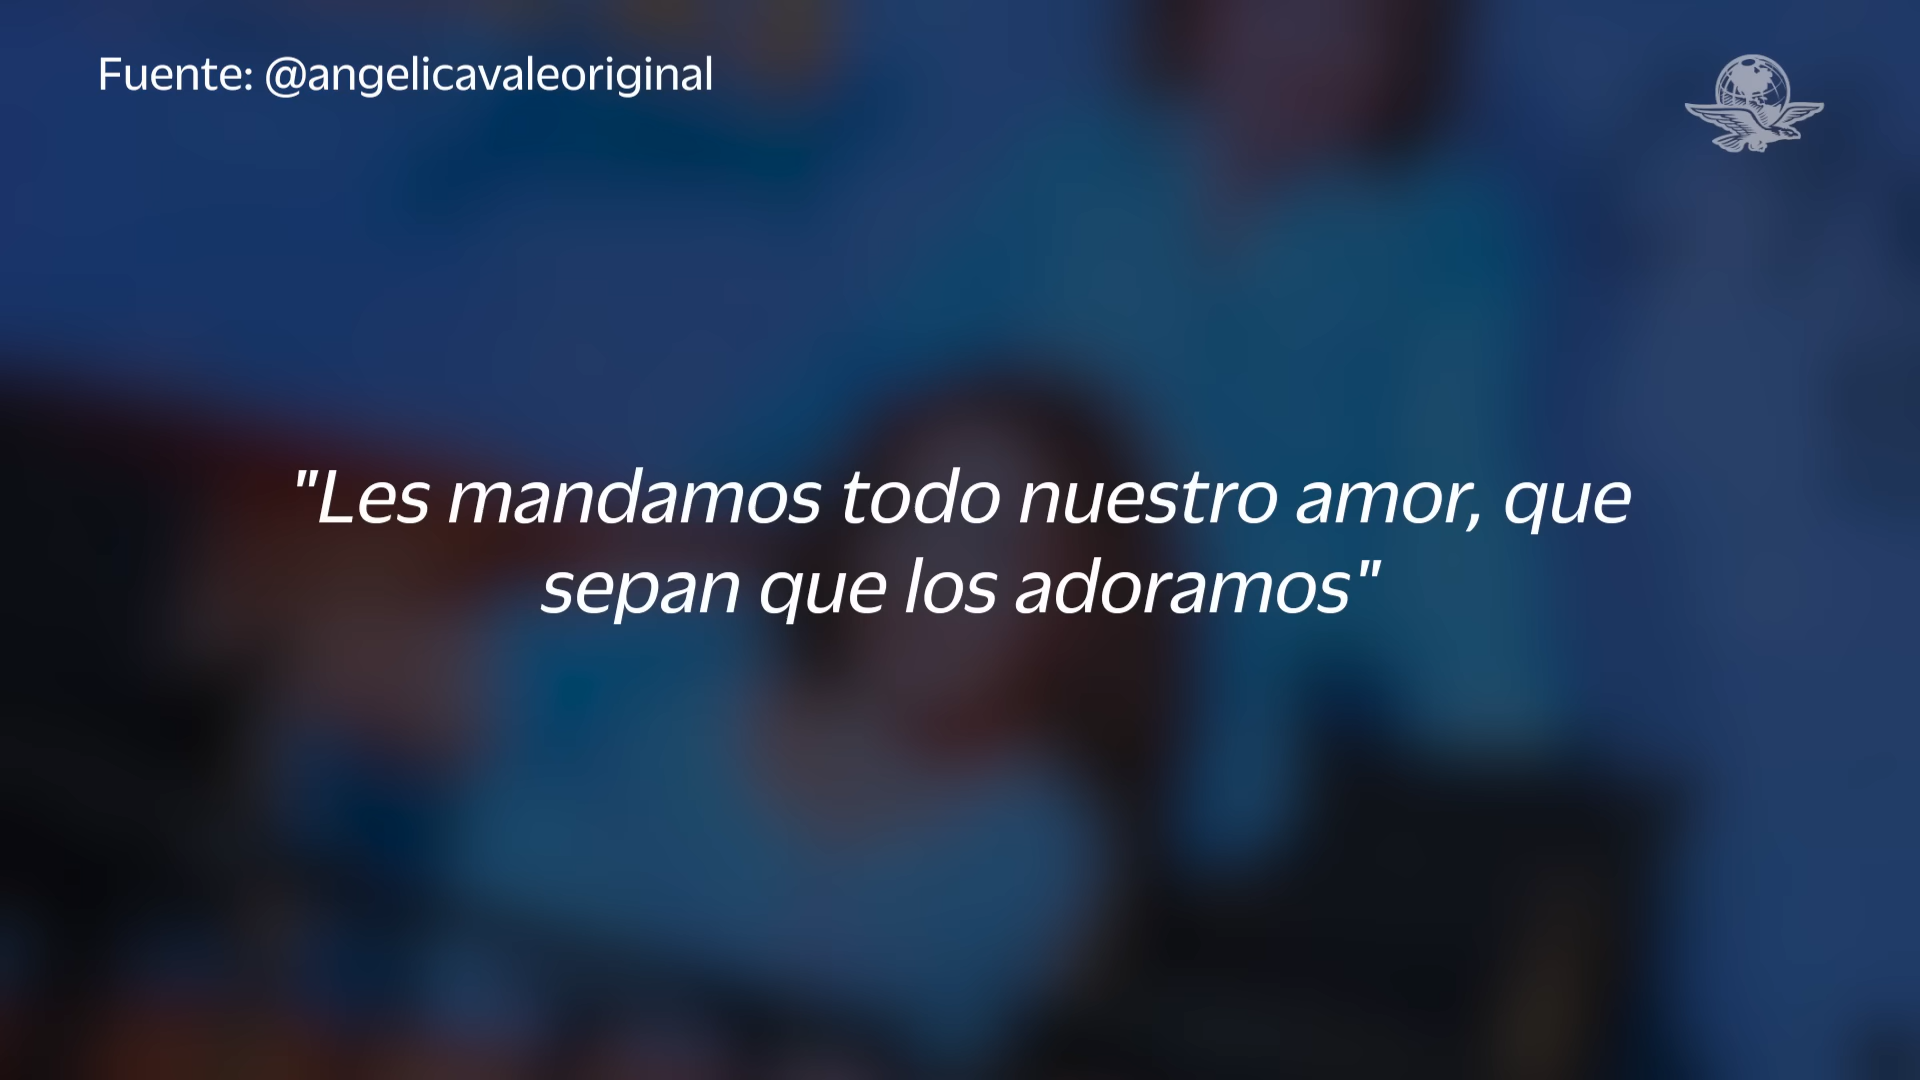 Fuente: @angelicavaleoriginal
"Les mandamos todo nuestro amor, que
sepan que los adoramos"